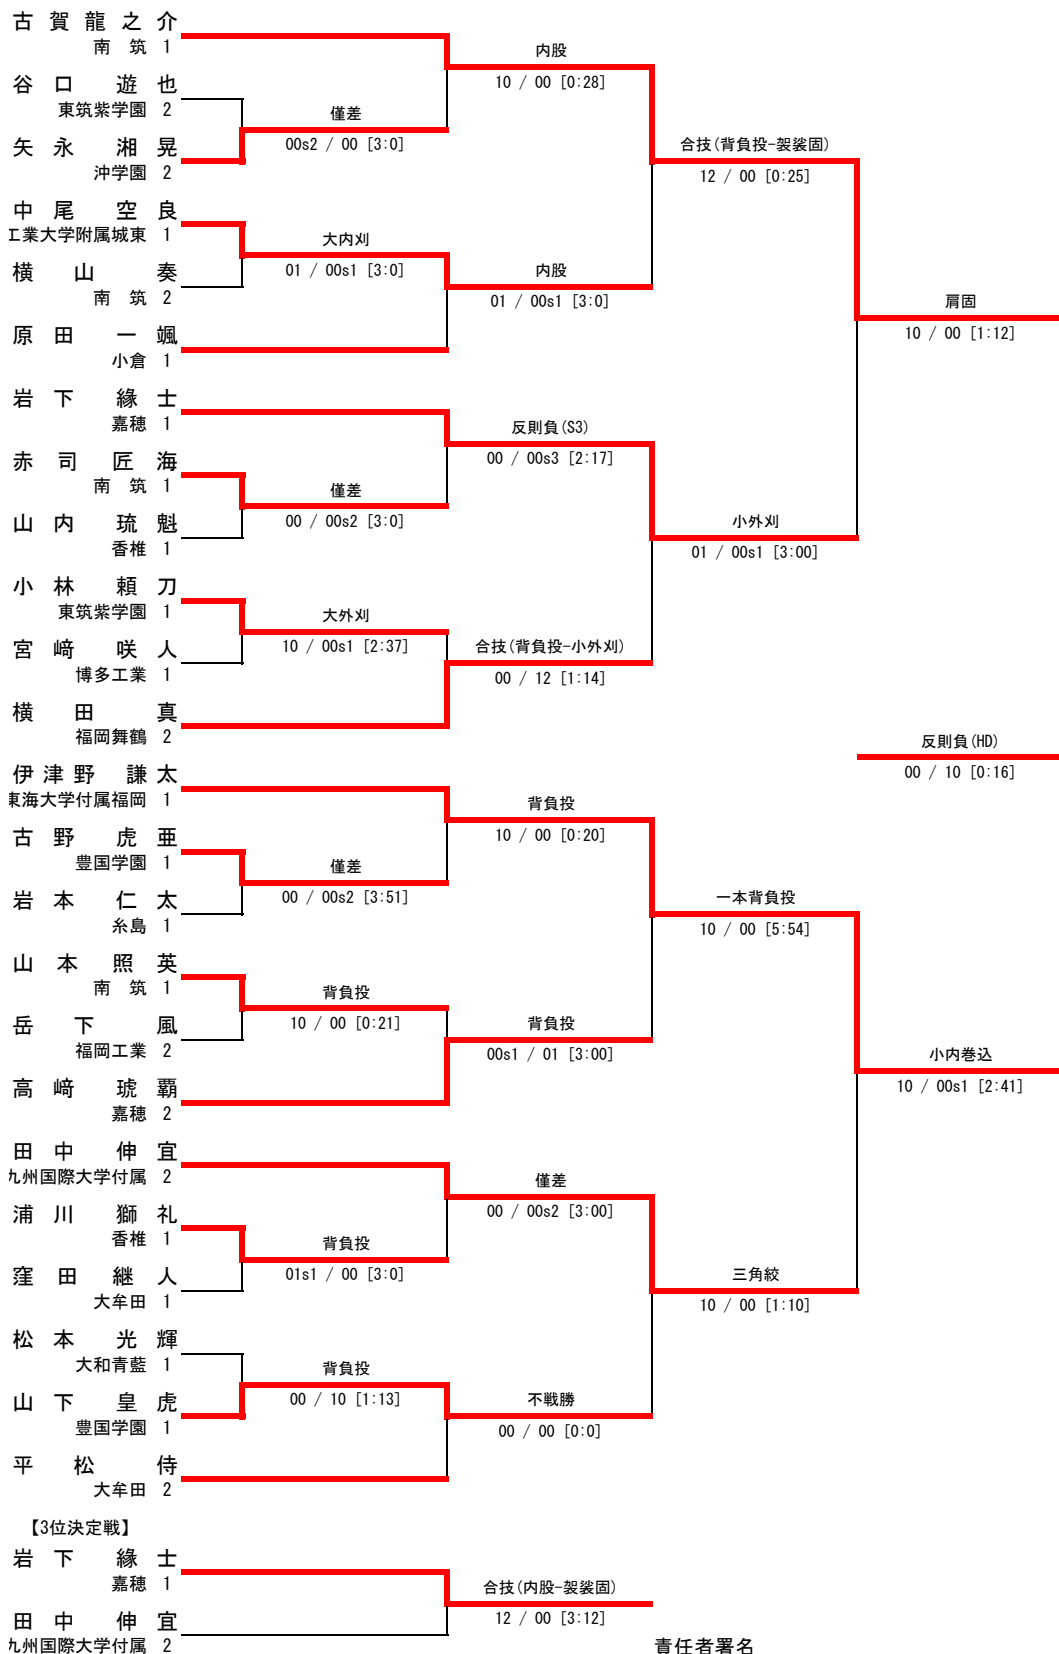 古賀龍之介
南筑 1
内股
10 / 00 [0:28]
谷口遊也
東筑紫学園 2
僅差
00s2 / 00 [3:0]
矢永湘晃
沖学園 2
合技(背負投-袈裟固)
12 / 00 [0:25]
中尾空良
工業大学附属城東 1
大内刈
01 / 00s1 [3:0]
横山奏
南筑 2
内股
01 / 00s1 [3:0]
肩固
10 / 00 [1:12]
原田一颯
小倉 1
岩下緣士
嘉穂 1
反則負(S3)
00 / 00s3 [2:17]
赤司匠海
南筑 1
僅差
00 / 00s2 [3:0]
山内琉魁
香椎 1
小外刈
01 / 00s1 [3:00]
小林頼刀
東筑紫学園 1
大外刈
10 / 00s1 [2:37]
宮﨑咲人
博多工業 1
合技(背負投-小外刈)
00 / 12 [1:14]
横田真
福岡舞鶴 2
反則負(HD)
00 / 10 [0:16]
伊津野謙太
東海大学付属福岡 1
背負投
10 / 00 [0:20]
古野虎亜
豊国学園 1
僅差
00 / 00s2 [3:51]
岩本仁太
糸島 1
一本背負投
10 / 00 [5:54]
山本照英
南筑 1
背負投
10 / 00 [0:21]
岳下風
福岡工業 2
背負投
00s1 / 01 [3:00]
小内巻込
10 / 00s1 [2:41]
高﨑琥覇
嘉穂 2
田中伸宜
九州国際大学付属 2
僅差
00 / 00s2 [3:00]
浦川獅礼
香椎 1
背負投
01s1 / 00 [3:0]
窪田継人
大牟田 1
三角絞
10 / 00 [1:10]
松本光輝
大和青藍 1
背負投
00 / 10 [1:13]
山下皇虎
豊国学園 1
不戦勝
00 / 00 [0:0]
平松侍
大牟田 2
【3位決定戦】
岩下緣士
嘉穂 1
合技(内股-袈裟固)
12 / 00 [3:12]
田中伸宜
九州国際大学付属 2
責任者署名